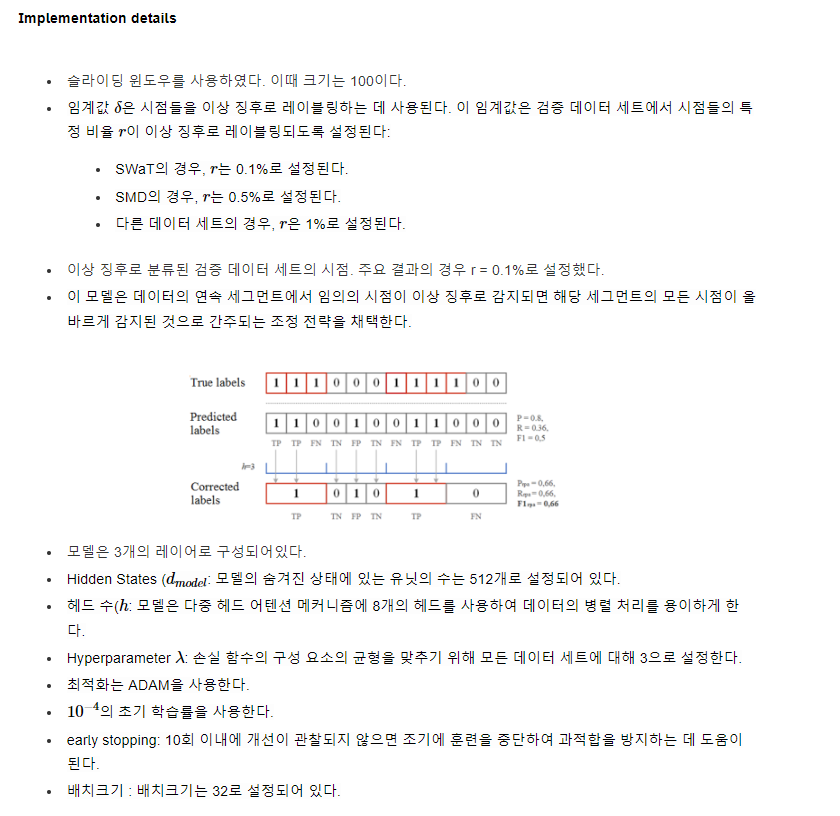 Implementation details
슬라이딩 윈도우를 사용하였다. 이때 크기는 100이다.
임계값 δ은 시점들을 이상 징후로 레이블링하는 데 사용된다. 이 임계값은 검증 데이터 세트에서 시점들의 특
정 비율 r이 이상 징후로 레이블링되도록 설정된다:
SWaT의 경우, r는 0.1%로 설정된다.
SMD의 경우, r는 0.5%로 설정된다.
다른 데이터 세트의 경우, r은 1%로 설정된다.
이상 징후로 분류된 검증 데이터 세트의 시점. 주요 결과의 경우 r = 0.1%로 설정했다.
이 모델은 데이터의 연속 세그먼트에서 임의의 시점이 이상 징후로 감지되면 해당 세그먼트의 모든 시점이 올
바르게 감지된 것으로 간주되는 조정 전략을 채택한다.
True labels 1 1 1 0 0 0 1 1 1 1 0 0
Predicted labels 1 1 0 0 1 0 0 1 1 0 0 0
P=0.8,
R=0.36,
F1=0,5
TP TP FN TN FP TN FN TP TP FN TN TN
h=3
Corrected labels 1 0 1 0 1 0
=0,66,
=0,66,
=0,66
TP TN FP TN TP FN
모델은 3개의 레이어로 구성되어있다.
Hidden States (d_model: 모델의 숨겨진 상태에 있는 유닛의 수는 512개로 설정되어 있다.
헤드 수(h: 모델은 다중 헤드 어텐션 메커니즘에 8개의 헤드를 사용하여 데이터의 병렬 처리를 용이하게 한
다.
Hyperparameter λ: 손실 함수의 구성 요소의 균형을 맞추기 위해 모든 데이터 세트에 대해 3으로 설정한다.
최적화는 ADAM을 사용한다.
10⁻⁴의 초기 학습률을 사용한다.
early stopping: 10회 이내에 개선이 관찰되지 않으면 조기에 훈련을 중단하여 과적합을 방지하는 데 도움이
된다.
배치크기 : 배치크기는 32로 설정되어 있다.